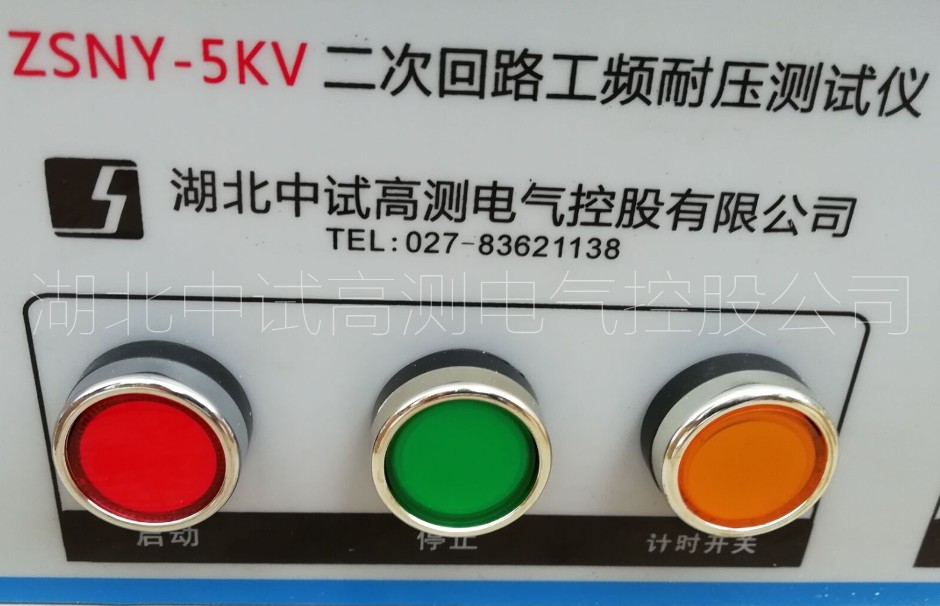 ZSNY-5KV 二次回路工频耐压测试仪
湖北中试高测电气控股有限公司
TEL:027-83621138
湖北中试高测电气控股公司
启动 停止 计时开关